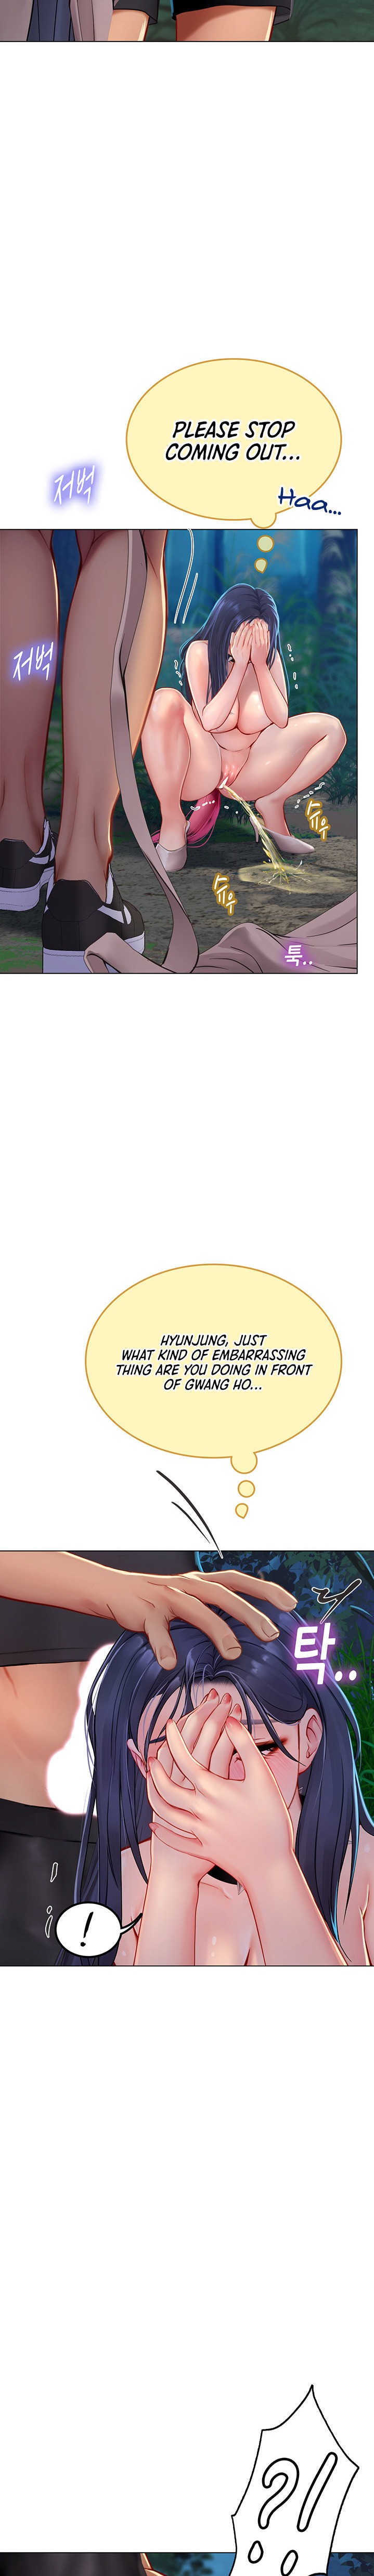 PLEASE STOP
COMING OUT...
Haa...
저벅
저벅
슈우
슈우
툭..
HYUNJUNG, JUST
WHAT KIND OF EMBARRASSING
THING ARE YOU DOING IN FRONT
OF GWANG HO...
탁..
!
?!